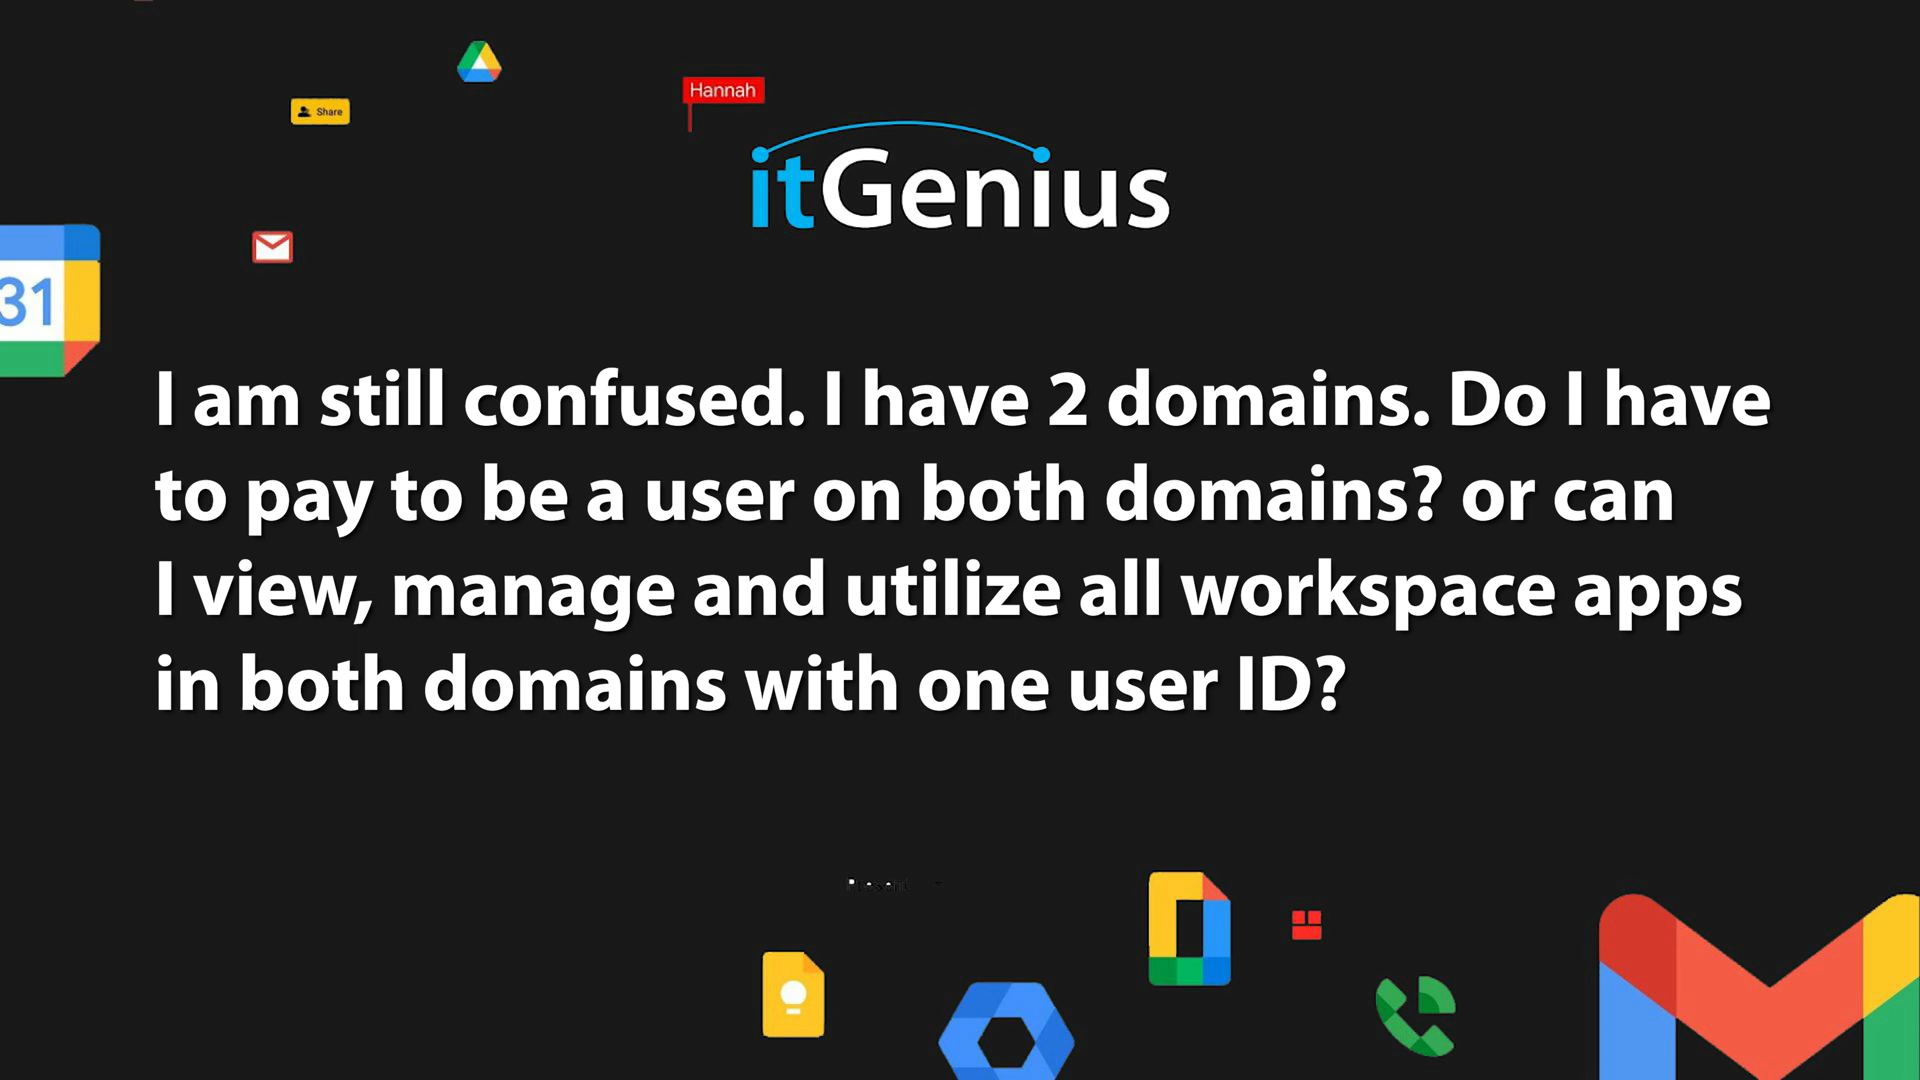 Hannah
Share
itGenius
31
I am still confused. I have 2 domains. Do I have
to pay to be a user on both domains? or can
I view, manage and utilize all workspace apps
in both domains with one user ID?